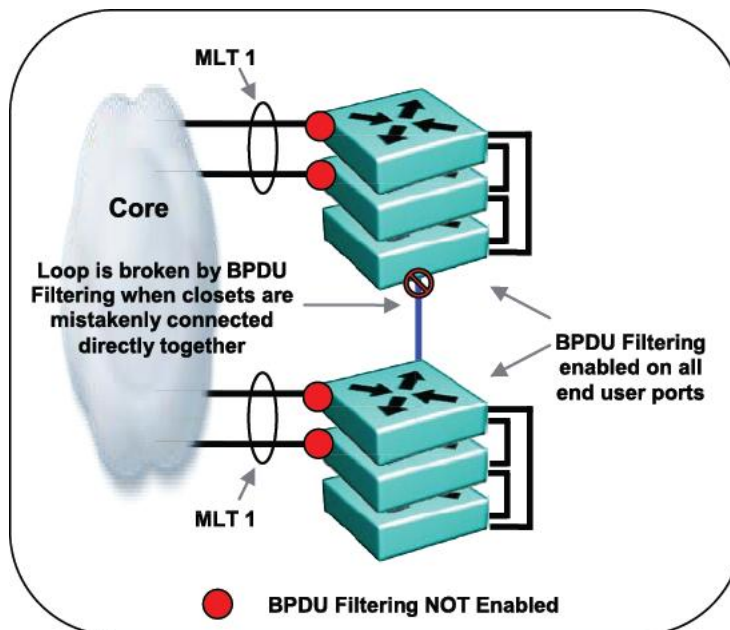 MLT 1
Core
Loop is broken by BPDU
Filtering when closets are
mistakenly connected
directly together
BPDU Filtering
enabled on all
end user ports
MLT 1
BPDU Filtering NOT Enabled